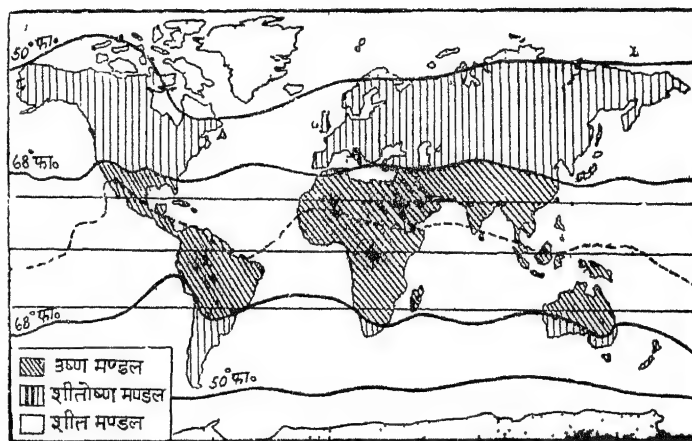 50° फा०
68° फा०
68° फा०
50° फा०
उष्ण मण्डल
शीतोष्ण मण्डल
शीत मण्डल